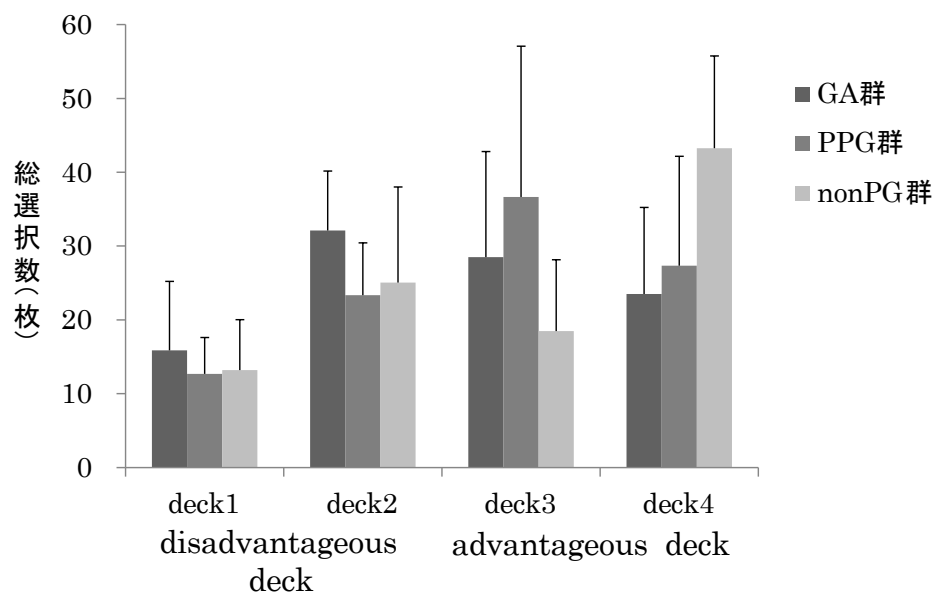 60
50
40
30
20
10
0
総選択数(枚)
GA群
PPG群
nonPG群
deck1 deck2 deck3 deck4
disadvantageous deck
advantageous deck